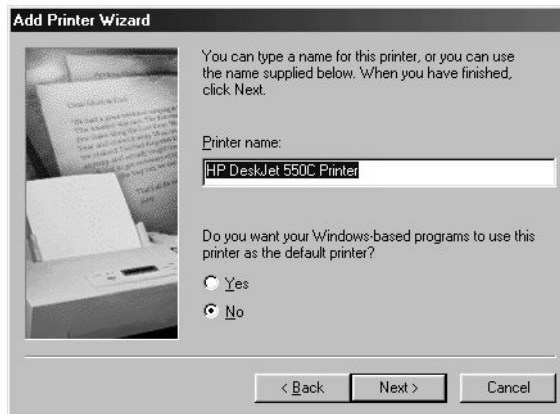 Add Printer Wizard
You can type a name for this printer, or you can use
the name supplied below. When you have finished,
click Next.
Printer name:
HP DeskJet 550C Printer
Do you want your Windows-based programs to use this
printer as the default printer?
Yes
No
< Back
Next >
Cancel